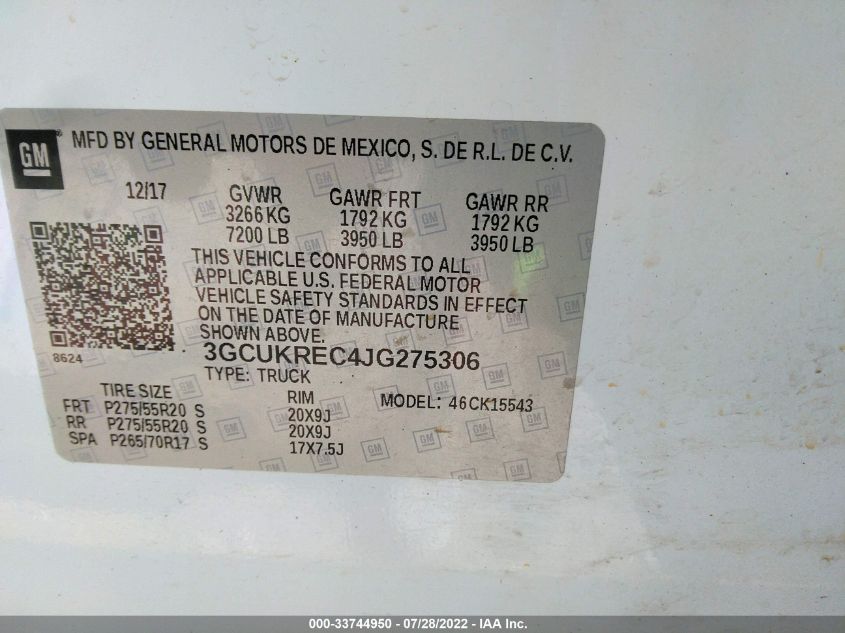 GM ® MFD BY GENERAL MOTORS DE MEXICO, S. DE R.L. DE C.V.
12/17 GVWR GAWR FRT GAWR RR
3266 KG 1792 KG 1792 KG
7200 LB 3950 LB 3950 LB
THIS VEHICLE CONFORMS TO ALL
APPLICABLE U.S. FEDERAL MOTOR
VEHICLE SAFETY STANDARDS IN EFFECT
ON THE DATE OF MANUFACTURE
SHOWN ABOVE.
8624 3GCUKREC4JG275306
TYPE: TRUCK
TIRE SIZE RIM MODEL: 46CK15543
FRT P275/55R20 S 20X9J
RR P275/55R20 S 20X9J
SPA P265/70R17 S 17X7.5J
000-33744950 - 07/28/2022 - IAA Inc.